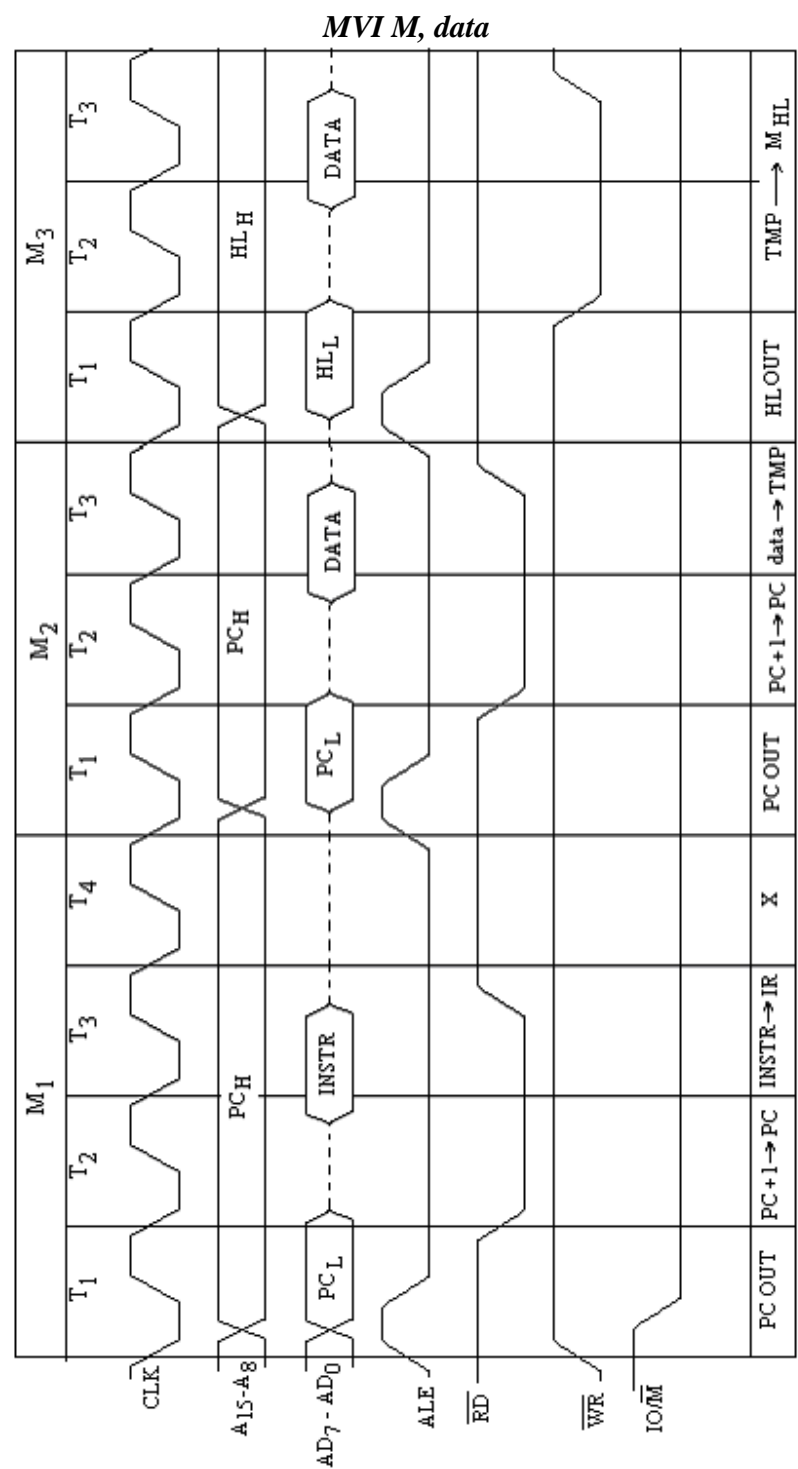 MVI M, data
M1 M2 M3
T1 T2 T3 T4 T1 T2 T3 T1 T2 T3
CLK
A15-A8 PCH PCH HLH
AD7 - AD0 PCL INSTR PCL DATA HLL DATA
ALE
RD
WR
IO/M
PC OUT PC+1→PC INSTR→IR X PC OUT PC+1→PC data→TMP HLOUT TMP → MHL